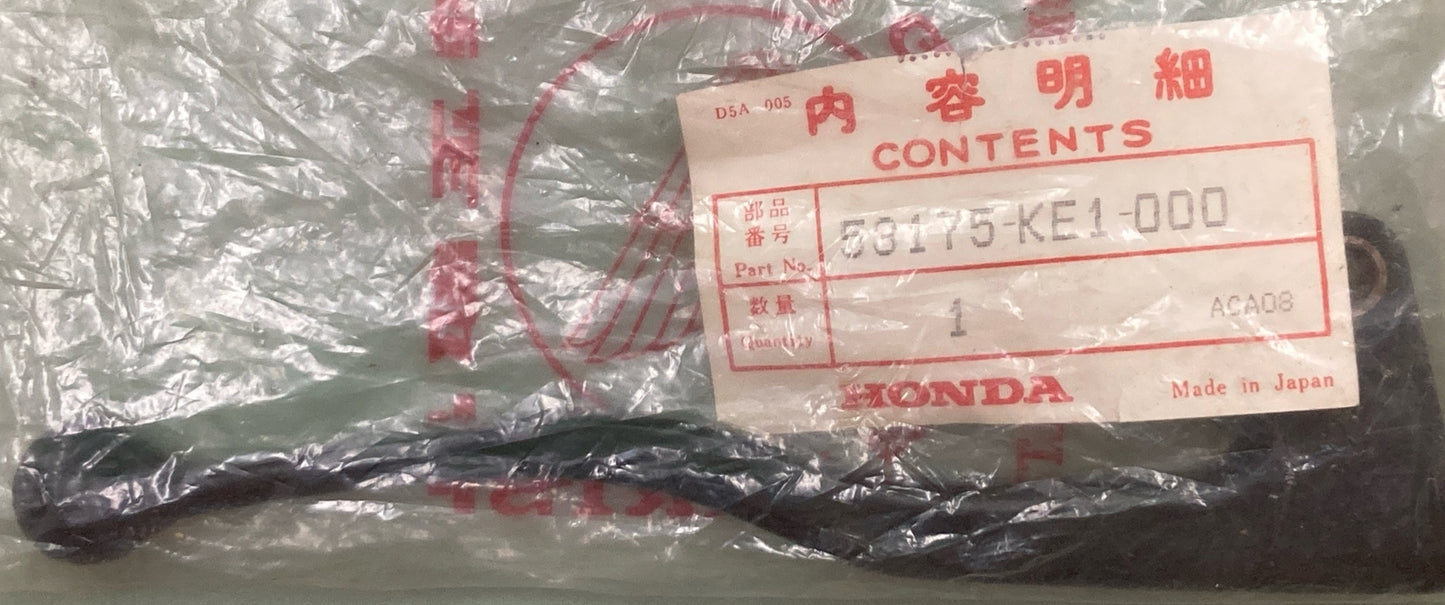 D5A 005
内容明細
CONTENTS
部品
番号
Part No.
53175-KE1-000
数量
Quantity
1
ACA08
HONDA
Made in Japan